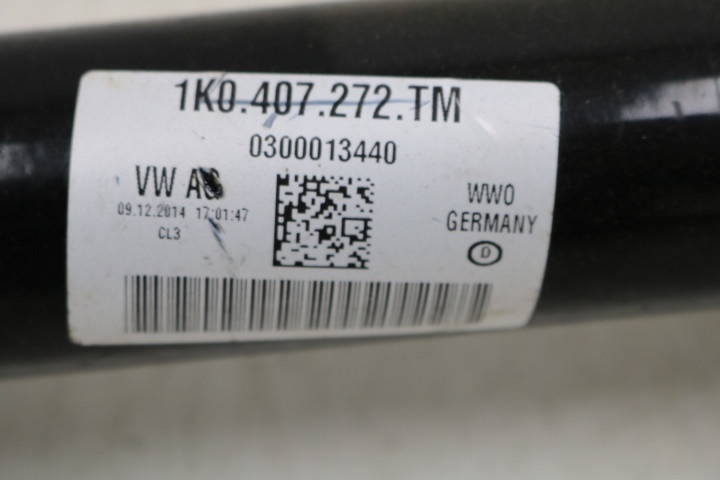 1K0.407.272.TM
0300013440
VW AG
09.12.2014 17:01:47
CL3
WWO
GERMANY
D